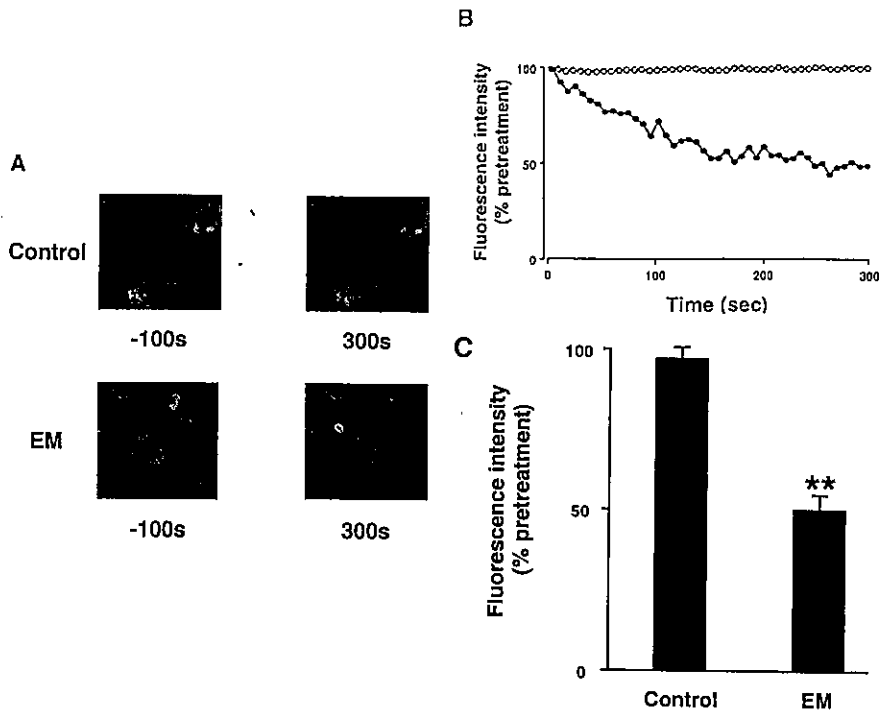 A
Control
-100s
300s
EM
-100s
300s
B
Fluorescence intensity
(% pretreatment)
100
50
0
0
100
200
300
Time (sec)
C
Fluorescence intensity
(% pretreatment)
100
50
0
**
Control
EM